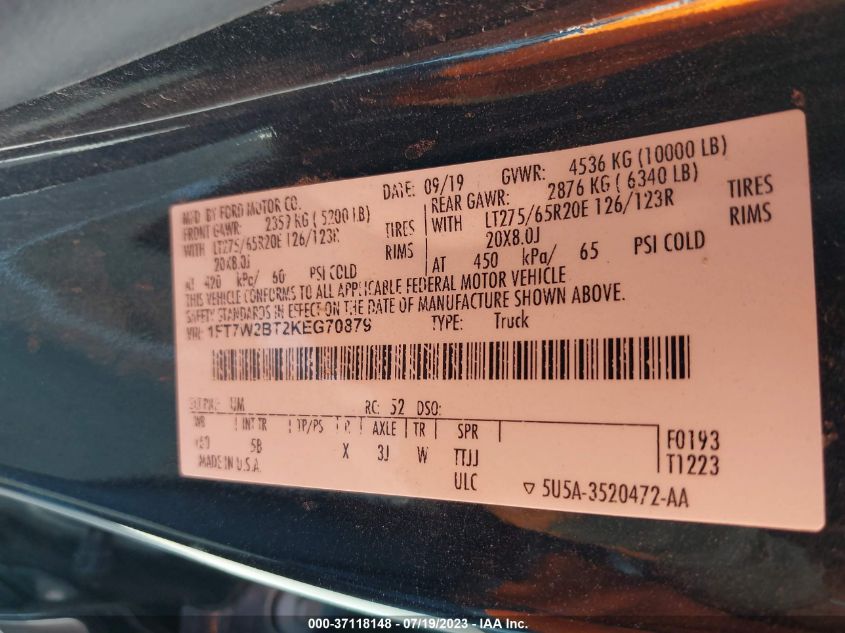 MFD BY FORD MOTOR CO. DATE: 09/19 GVWR: 4536 KG (10000 LB)
FRONT GAWR: 2357 KG ( 5200 LB) REAR GAWR: 2876 KG ( 6340 LB)
WITH LT275/65R20E 126/123R TIRES WITH LT275/65R20E 126/123R TIRES
20X8.0J RIMS 20X8.0J RIMS
AT 420 kPa/ 60 PSI COLD AT 450 kPa/ 65 PSI COLD
THIS VEHICLE CONFORMS TO ALL APPLICABLE FEDERAL MOTOR VEHICLE
SAFETY STANDARDS IN EFFECT ON THE DATE OF MANUFACTURE SHOWN ABOVE.
VIN: 1FT7W2BT2KEG70879 TYPE: Truck
EXT PNT: UM RC: 52 DSO:
WB INT TR TP/PS R AXLE TR SPR
160 5B X 3J W TTJJ
ULC
MADE IN U.S.A.
F0193
T1223
▽ 5U5A-3520472-AA
000-37118148 - 07/19/2023 - IAA Inc.